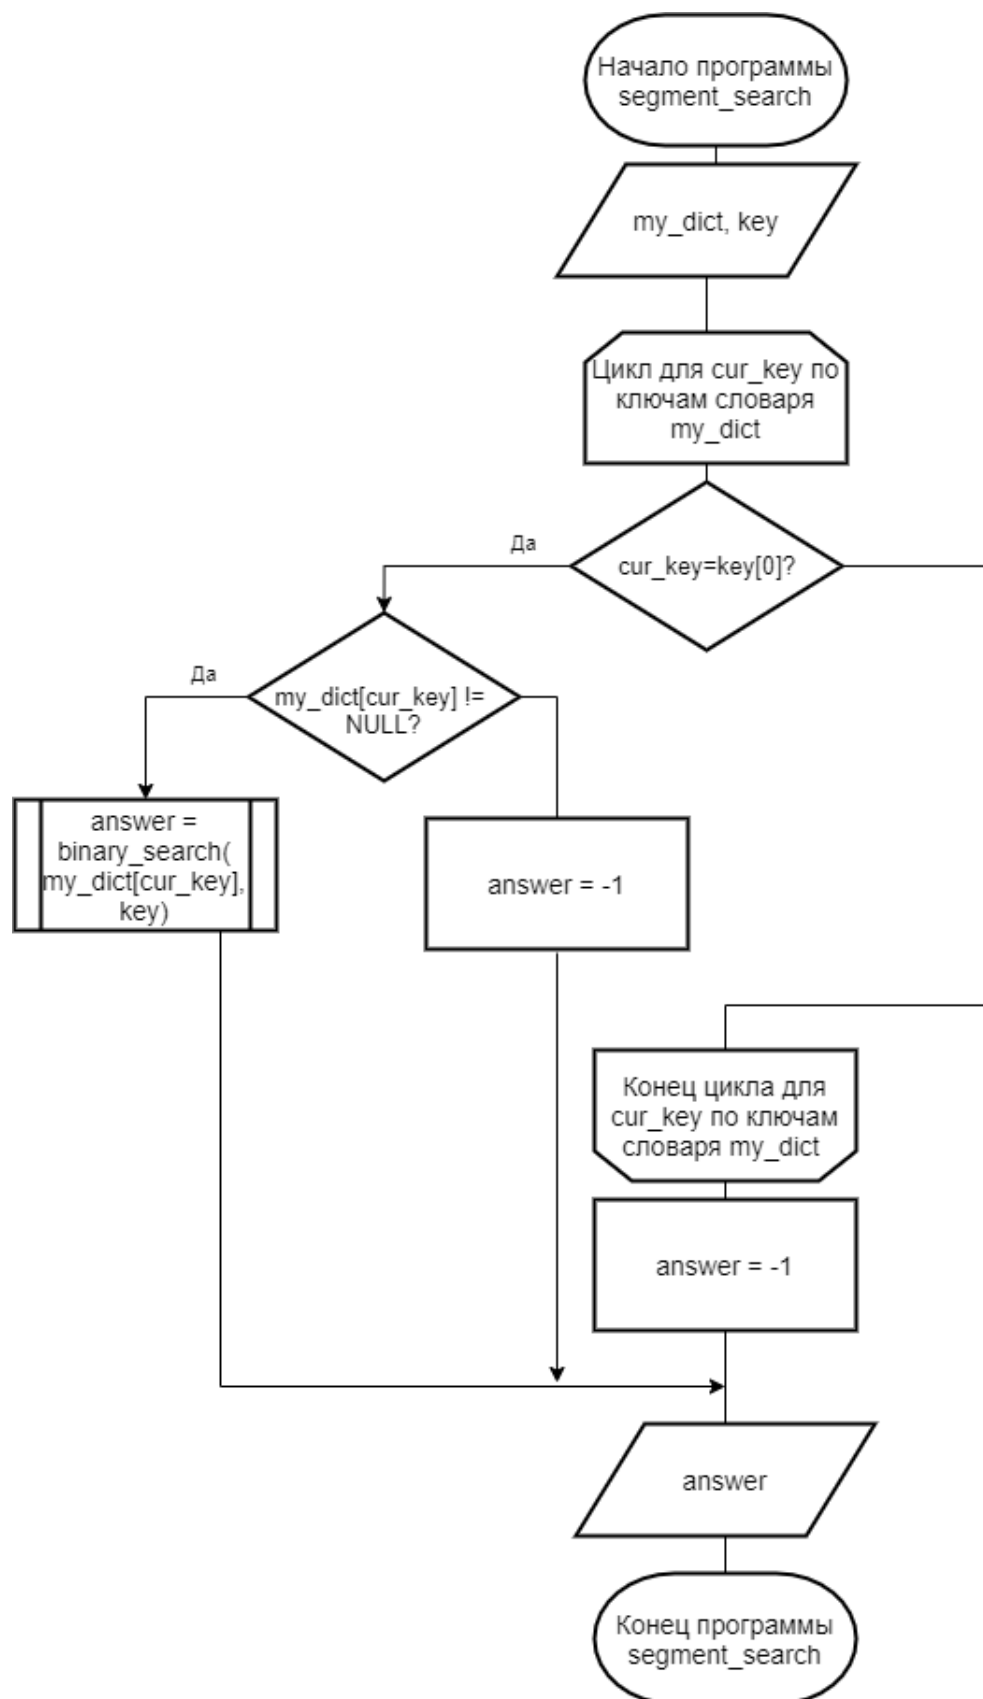 Начало программы
segment_search
my_dict, key
Цикл для cur_key по
ключам словаря
my_dict
Да
cur_key=key[0]?
Да
my_dict[cur_key] !=
NULL?
answer =
binary_search(
my_dict[cur_key],
key)
answer = -1
Конец цикла для
cur_key по ключам
словаря my_dict
answer = -1
answer
Конец программы
segment_search